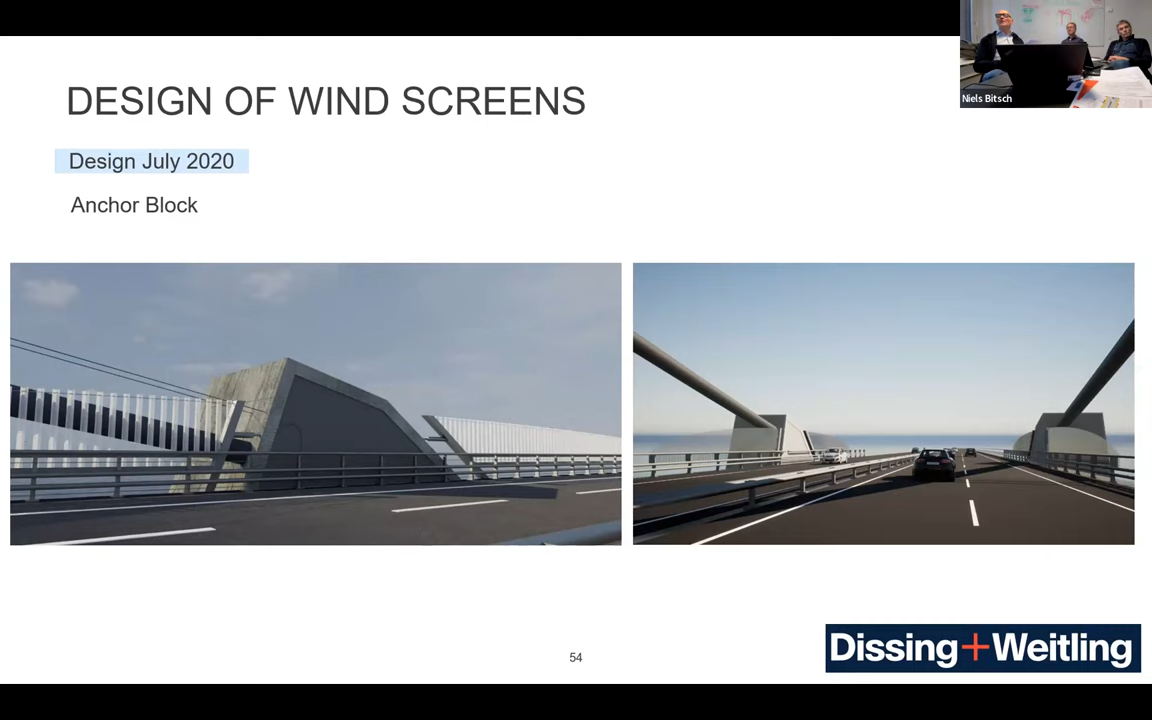 DESIGN OF WIND SCREENS
Niels Bitsch
Design July 2020
Anchor Block
54
Dissing+Weitling